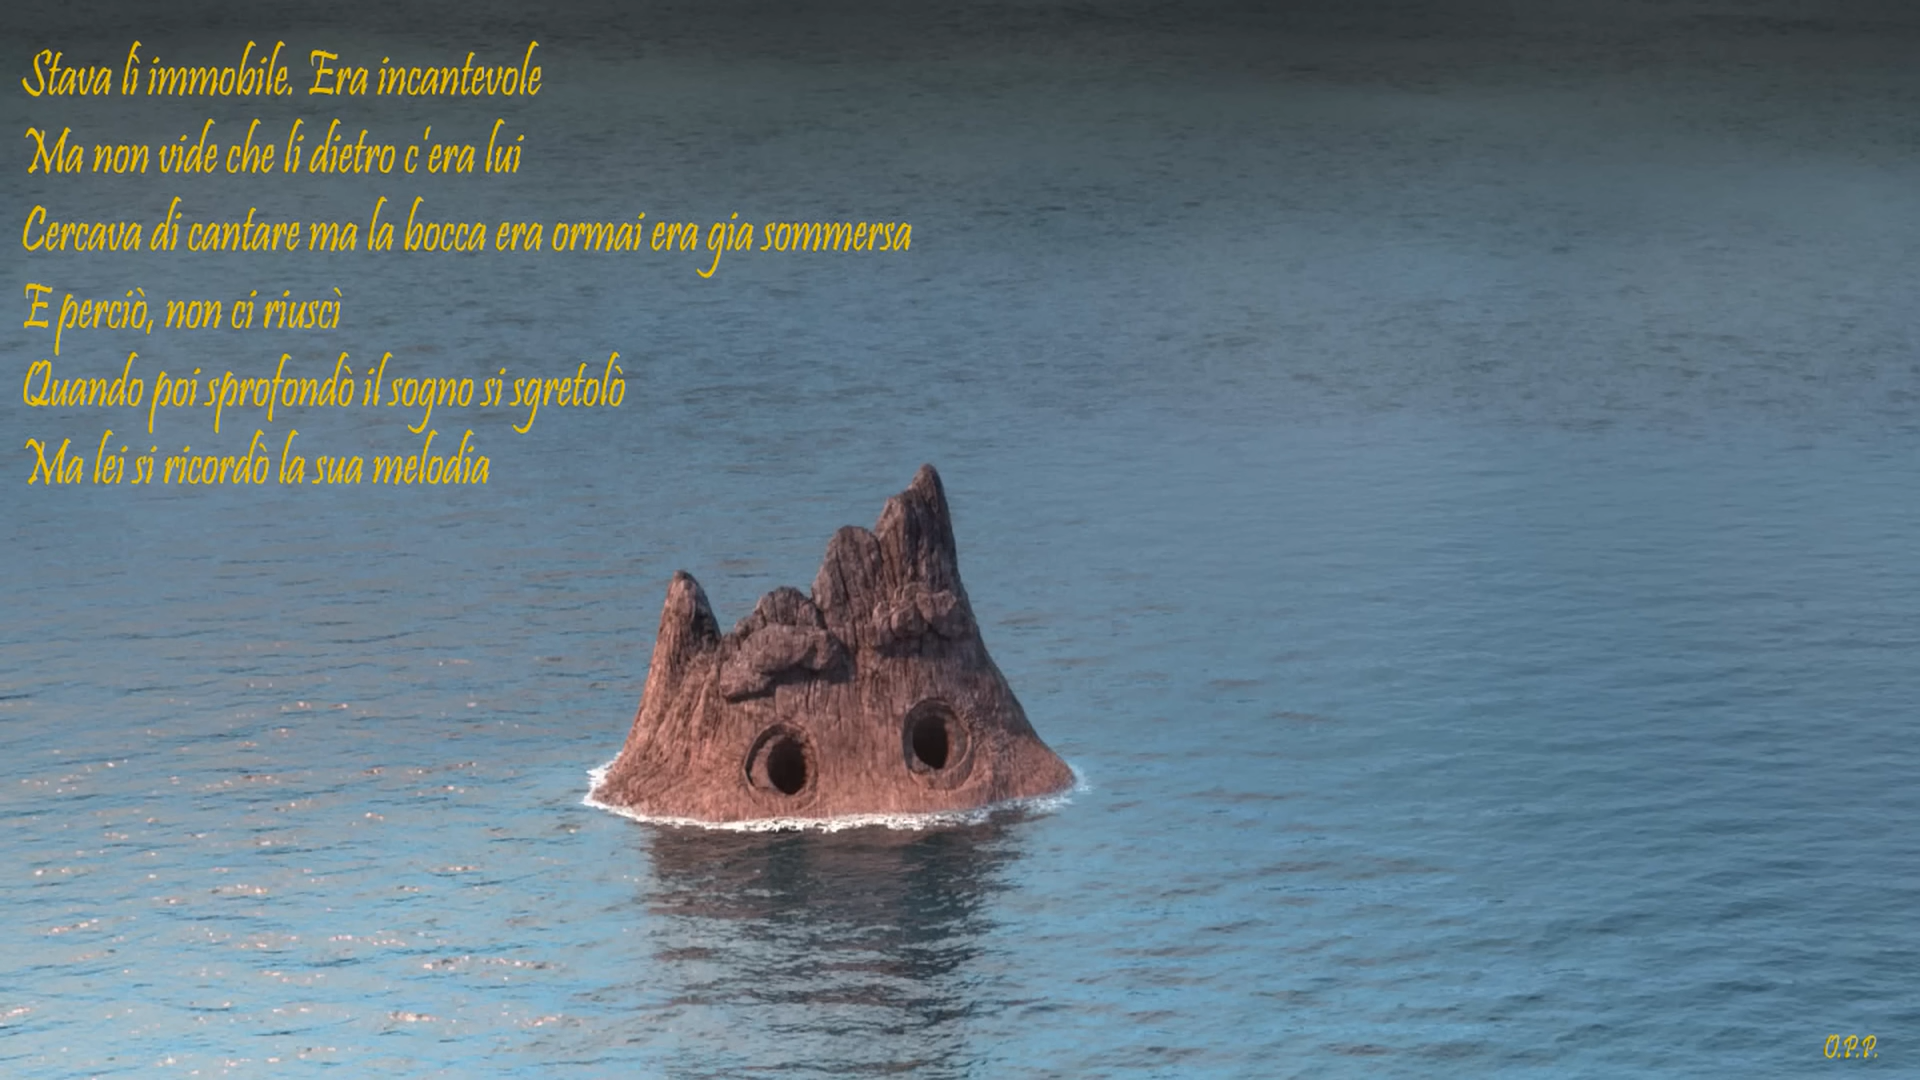 Stava lì immobile. Era incantevole
Ma non vide che li dietro c'era lui
Cercava di cantare ma la bocca era ormai era gia sommersa
E perciò, non ci riuscì
Quando poi sprofondò il sogno si sgretolò
Ma lei si ricordò la sua melodia
O.P.P.